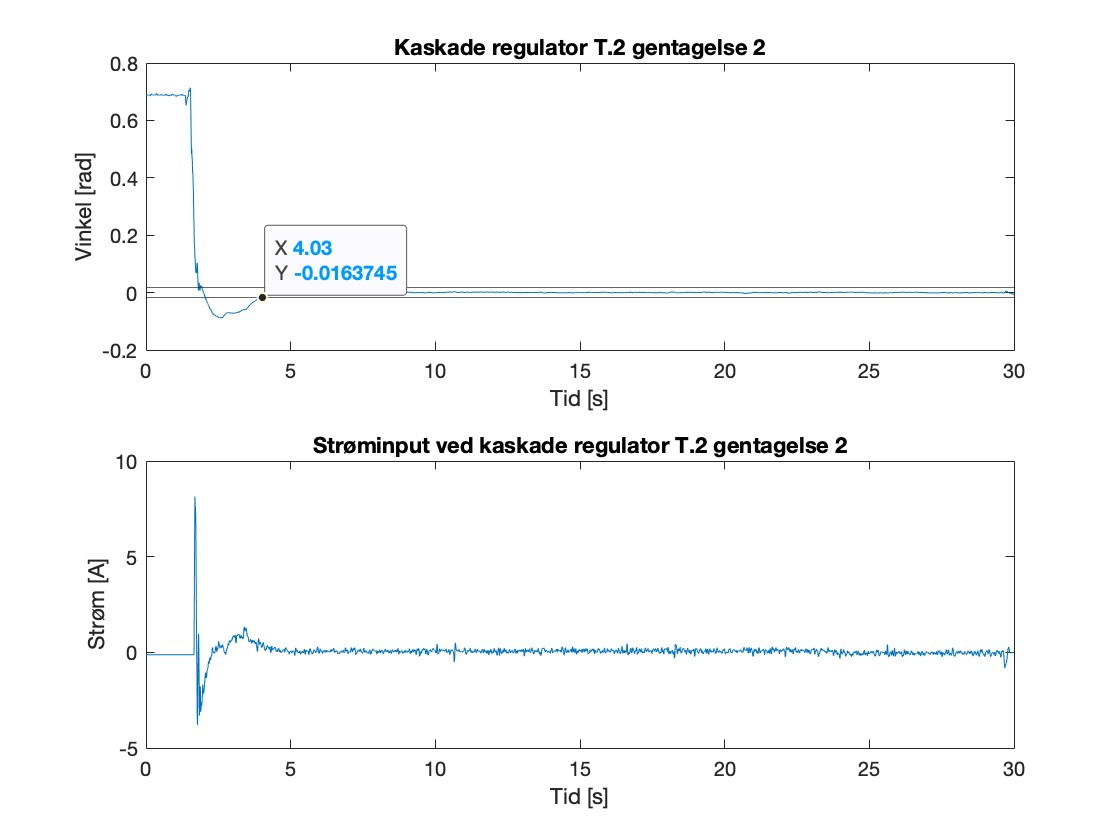 Kaskade regulator T.2 gentagelse 2
0.8
0.6
0.4
0.2
0
-0.2
Vinkel [rad]
X 4.03
Y -0.0163745
0 5 10 15 20 25 30
Tid [s]
Strøminput ved kaskade regulator T.2 gentagelse 2
10
5
0
-5
Strøm [A]
0 5 10 15 20 25 30
Tid [s]